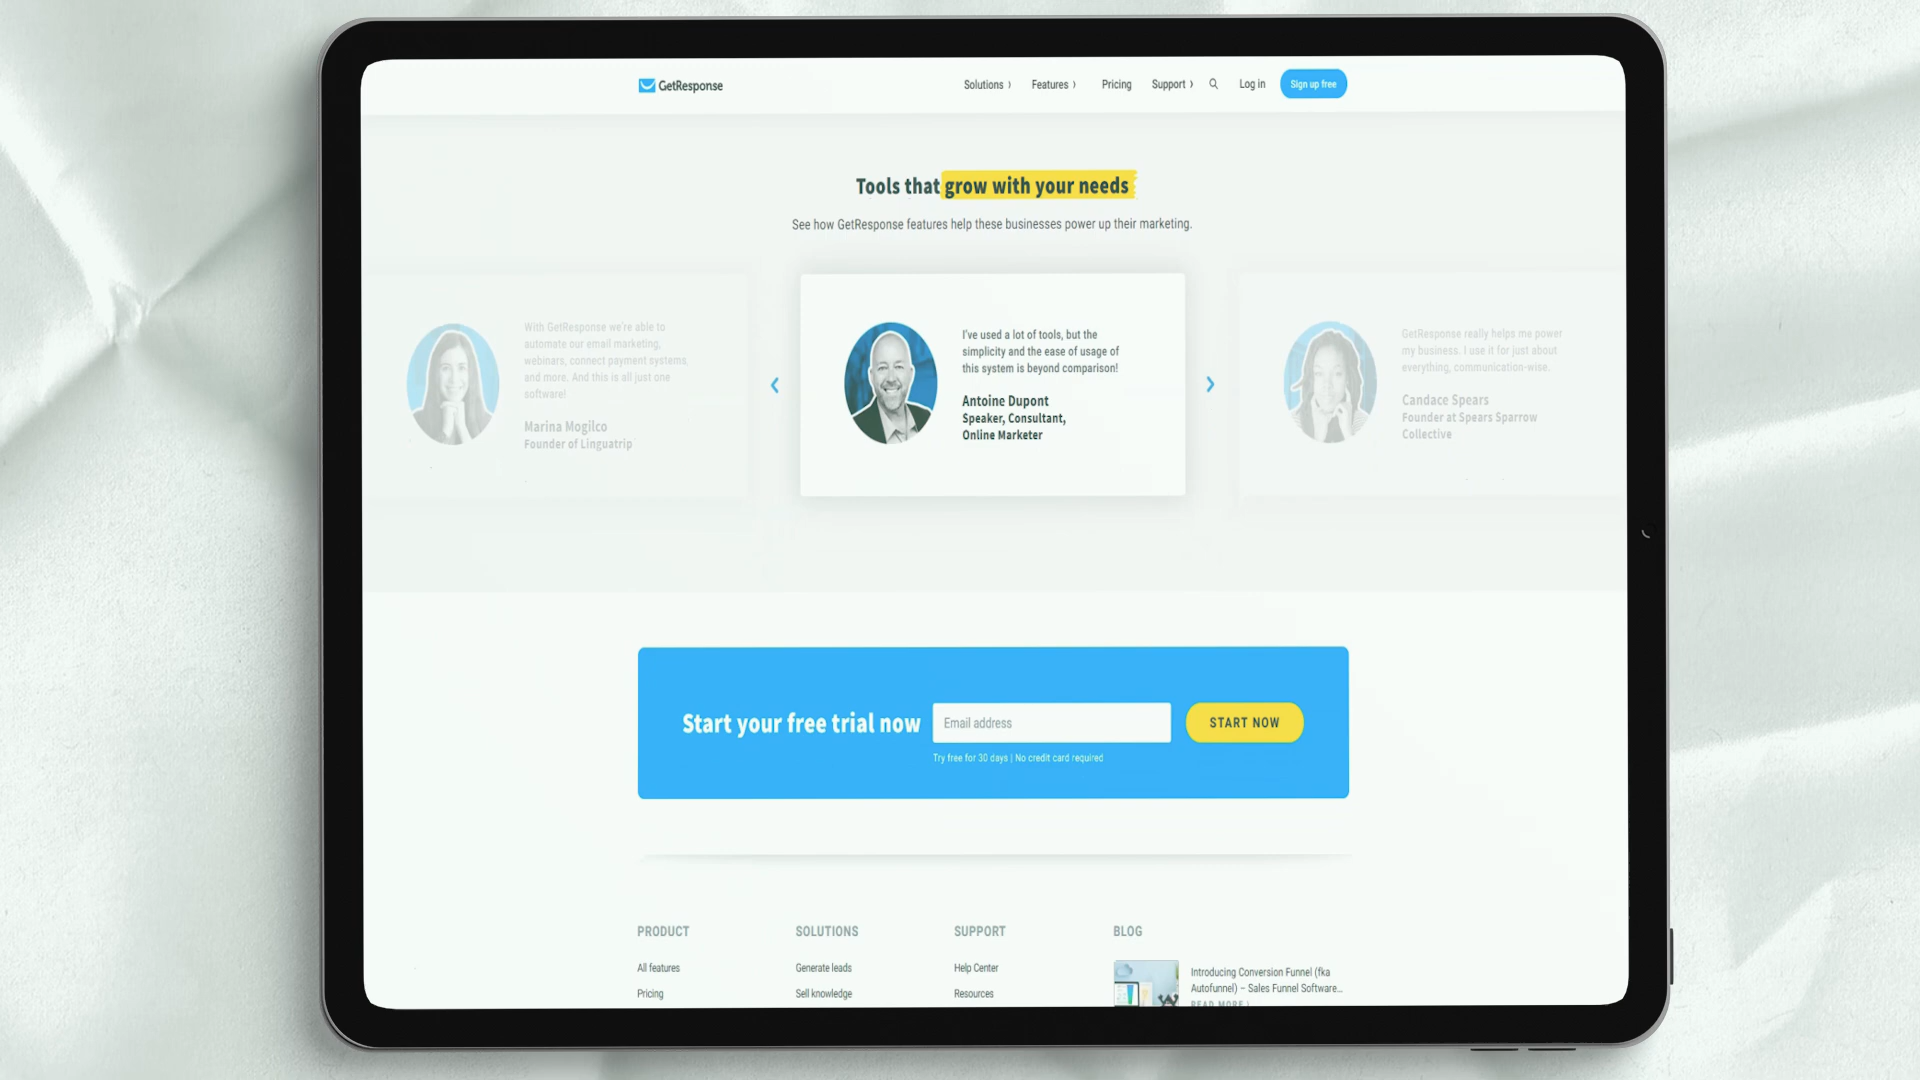 GetResponse
Solutions
Features
Pricing
Support
Log in
Sign up free
Tools that grow with your needs
See how GetResponse features help these businesses power up their marketing.
With GetResponse we're able to
automate our email marketing,
webinars, connect payment systems,
and more. And this is all just one
software!
Marina Mogilco
Founder of Linguatrip
I've used a lot of tools, but the
simplicity and the ease of usage of
this system is beyond comparison!
Antoine Dupont
Speaker, Consultant,
Online Marketer
GetResponse really helps me power
my business. I use it for just about
everything, communication-wise.
Candace Spears
Founder at Spears Sparrow
Collective
Start your free trial now
Email address
START NOW
Try free for 30 days | No credit card required
PRODUCT
All features
Pricing
SOLUTIONS
Generate leads
Sell knowledge
SUPPORT
Help Center
Resources
BLOG
Introducing Conversion Funnel (fka
Autofunnel) – Sales Funnel Software...
READ MORE